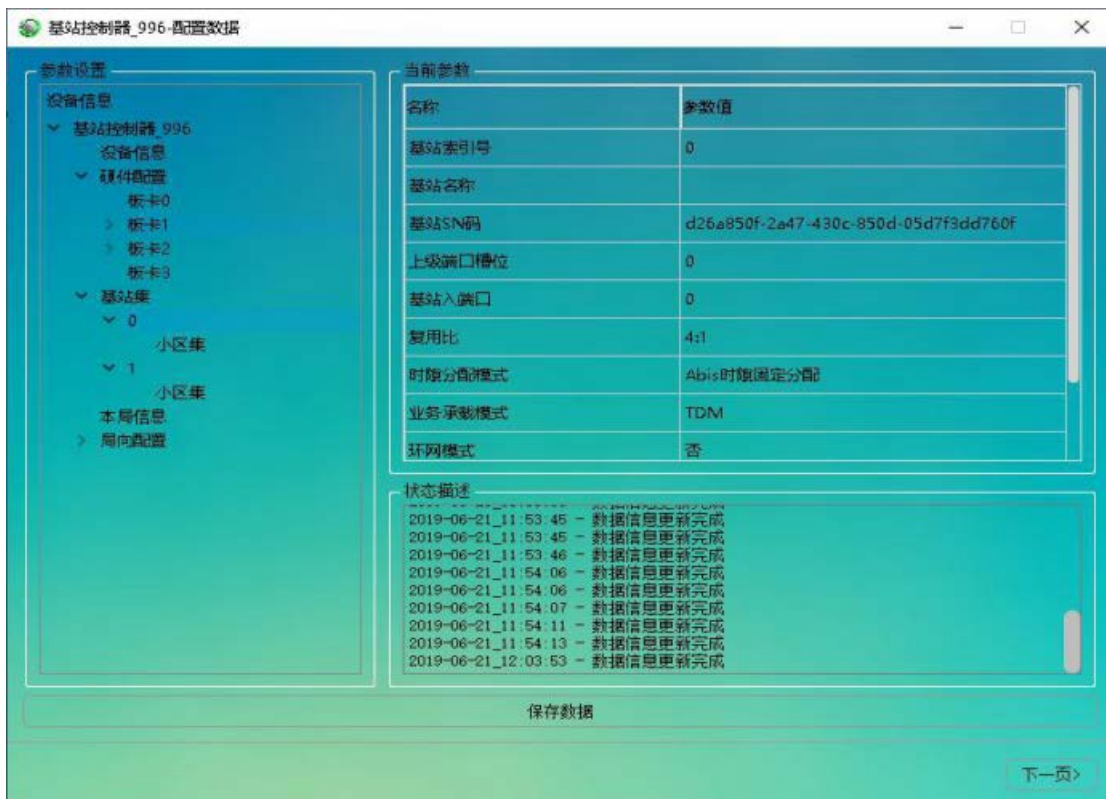 基站控制器_996-配置数据
参数设置
设备信息
基站控制器_996
设备信息
硬件配置
板卡0
板卡1
板卡2
板卡3
基站集
0
小区集
1
小区集
本局信息
局向配置
当前参数
名称 参数值
基站索引号 0
基站名称
基站SN码 d26a850f-2a47-430c-850d-05d7f3dd760f
上级端口槽位 0
基站入端口 0
复用比 4:1
时隙分配模式 Abis时隙固定分配
业务承载模式 TDM
环网模式 否
状态描述
2019-06-21_11:53:45 - 数据信息更新完成
2019-06-21_11:53:45 - 数据信息更新完成
2019-06-21_11:53:46 - 数据信息更新完成
2019-06-21_11:54:06 - 数据信息更新完成
2019-06-21_11:54:06 - 数据信息更新完成
2019-06-21_11:54:07 - 数据信息更新完成
2019-06-21_11:54:11 - 数据信息更新完成
2019-06-21_11:54:13 - 数据信息更新完成
2019-06-21_12:03:53 - 数据信息更新完成
保存数据
下一页>